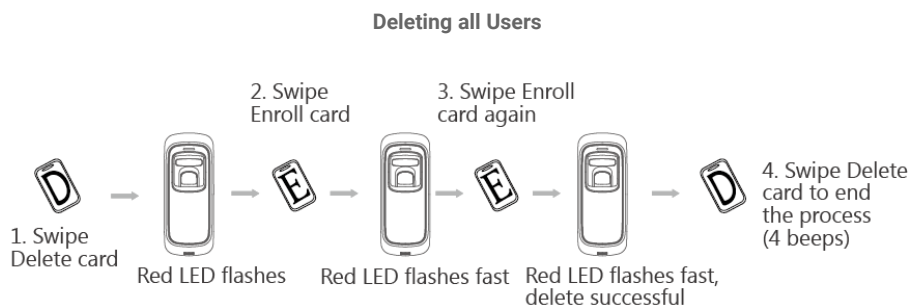 Deleting all Users
2. Swipe
Enroll card
3. Swipe Enroll
card again
D
E
E
D
1. Swipe
Delete card
4. Swipe Delete
card to end
the process
(4 beeps)
Red LED flashes
Red LED flashes fast
Red LED flashes fast,
delete successful